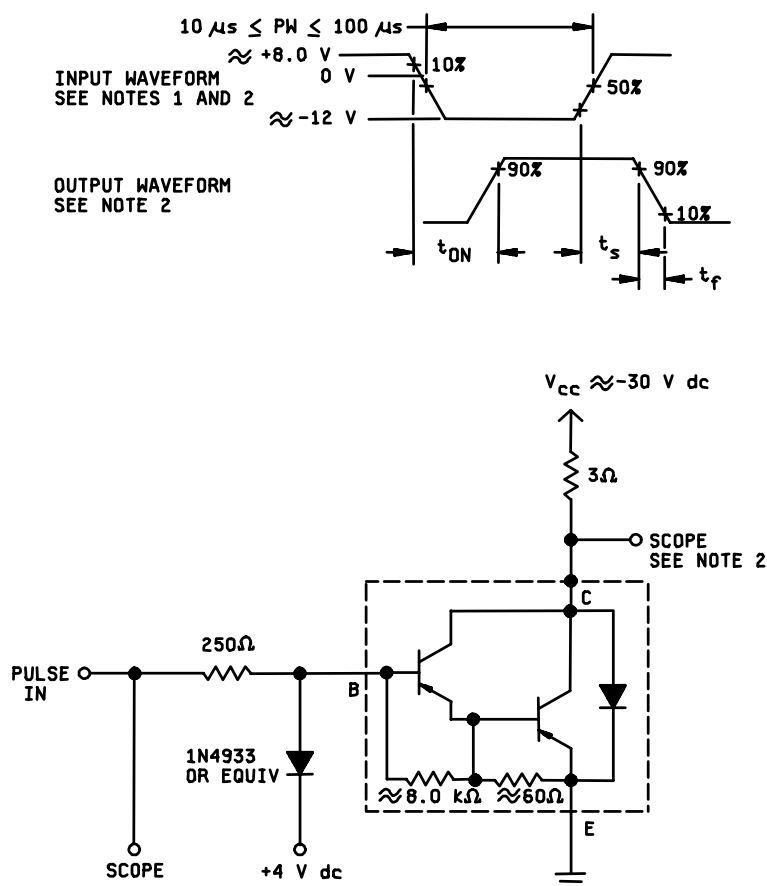 10 μs ≤ PW ≤ 100 μs
≈ +8.0 V
10%
0 V
INPUT WAVEFORM
SEE NOTES 1 AND 2
50%
≈ -12 V
OUTPUT WAVEFORM
SEE NOTE 2
90%
90%
10%
tON
ts
tf
Vcc ≈-30 V dc
3Ω
SCOPE
SEE NOTE 2
C
250Ω
PULSE
IN
B
1N4933
OR EQUIV
≈8.0 kΩ
≈60Ω
E
SCOPE
+4 V dc